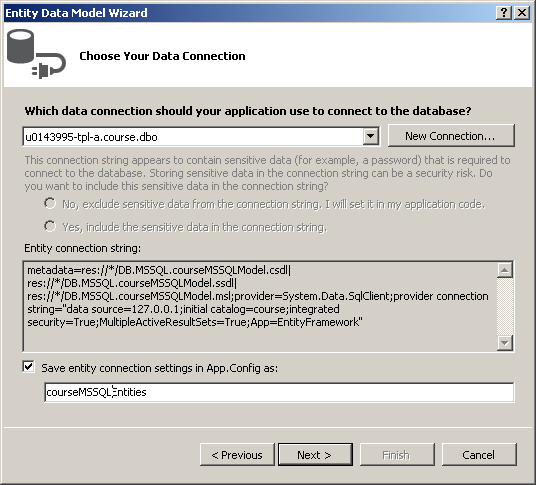 Entity Data Model Wizard
Choose Your Data Connection
Which data connection should your application use to connect to the database?
u0143995-tpl-a.course.dbo
New Connection...
This connection string appears to contain sensitive data (for example, a password) that is required to
connect to the database. Storing sensitive data in the connection string can be a security risk. Do
you want to include this sensitive data in the connection string?
No, exclude sensitive data from the connection string. I will set it in my application code.
Yes, include the sensitive data in the connection string.
Entity connection string:
metadata=res://*/DB.MSSQL.courseMSSQLModel.csdl|
res://*/DB.MSSQL.courseMSSQLModel.ssdl|
res://*/DB.MSSQL.courseMSSQLModel.msl;provider=System.Data.SqlClient;provider connection
string="data source=127.0.0.1;initial catalog=course;integrated
security=True;MultipleActiveResultSets=True;App=EntityFramework"
Save entity connection settings in App.Config as:
courseMSSQLEntities
< Previous
Next >
Finish
Cancel